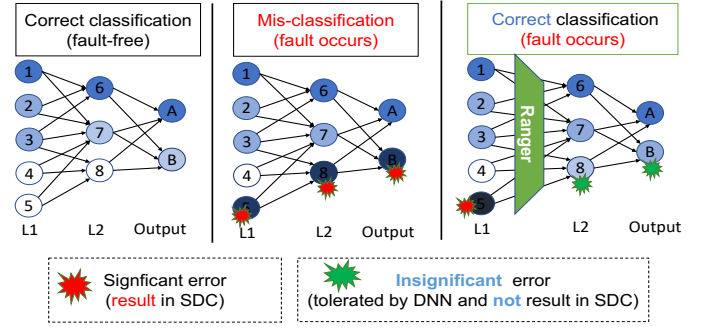 Correct classification
(fault-free)
1
2
3
4
5
6
7
8
A
B
L1 L2 Output
Mis-classification
(fault occurs)
1
2
3
4
5
6
7
8
A
B
L1 L2 Output
Correct classification
(fault occurs)
1
2
3
4
5
Ranger
6
7
8
A
B
L1 L2 Output
Signficant error
(result in SDC)
Insignificant error
(tolerated by DNN and not result in SDC)